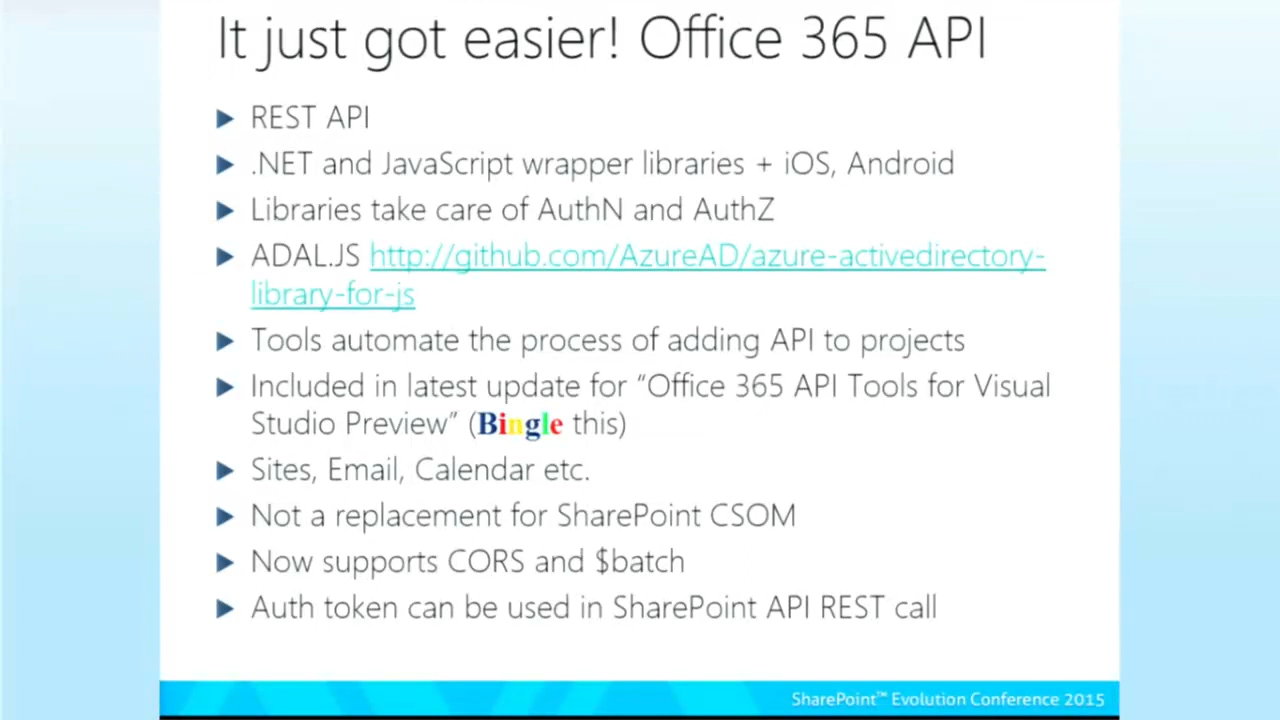 It just got easier! Office 365 API
REST API
.NET and JavaScript wrapper libraries + iOS, Android
Libraries take care of AuthN and AuthZ
ADAL.JS http://github.com/AzureAD/azure-activedirectory-
library-for-js
Tools automate the process of adding API to projects
Included in latest update for “Office 365 API Tools for Visual
Studio Preview” (Bingle this)
Sites, Email, Calendar etc.
Not a replacement for SharePoint CSOM
Now supports CORS and $batch
Auth token can be used in SharePoint API REST call
SharePoint™ Evolution Conference 2015